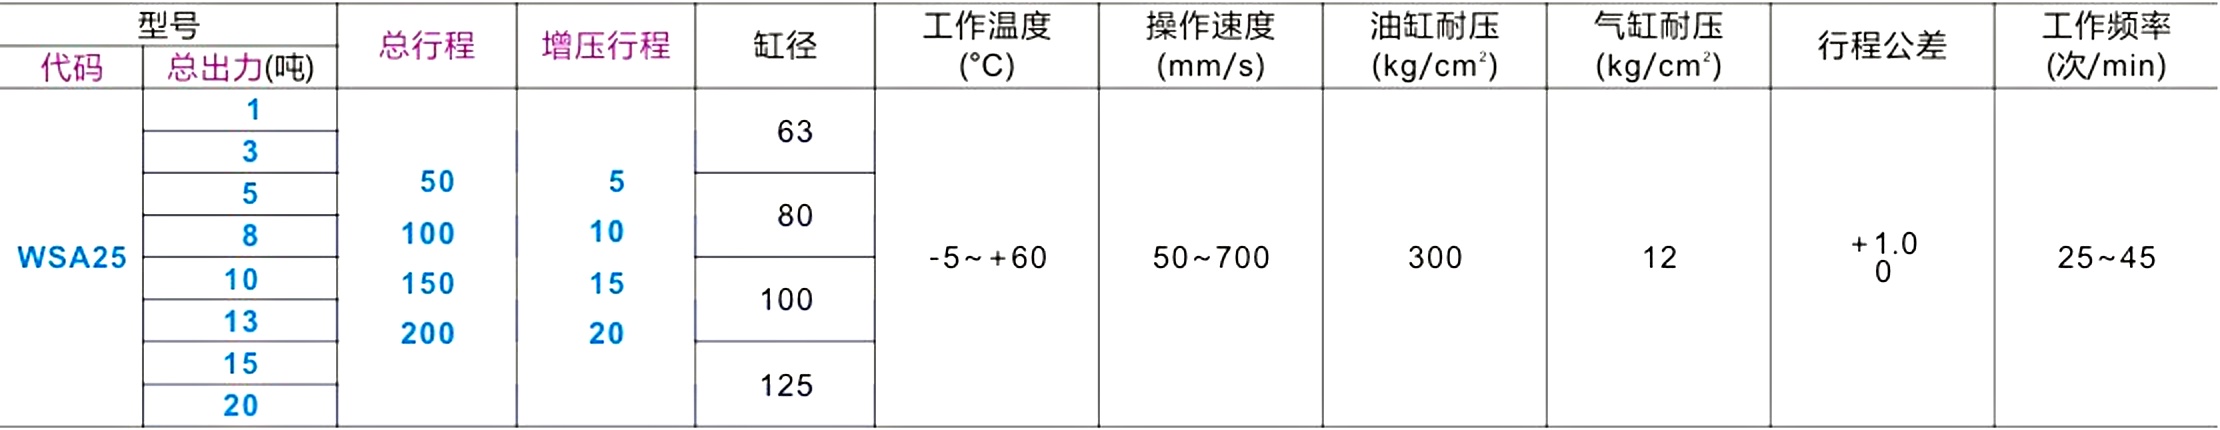 型号
代码
总出力(吨)
总行程
增压行程
缸径
工作温度
(°C)
操作速度
(mm/s)
油缸耐压
(kg/cm²)
气缸耐压
(kg/cm²)
行程公差
工作频率
(次/min)
WSA25
1
3
5
8
10
13
15
20
50
100
150
200
5
10
15
20
63
80
100
125
-5~+60
50~700
300
12
+1.0
0
25~45